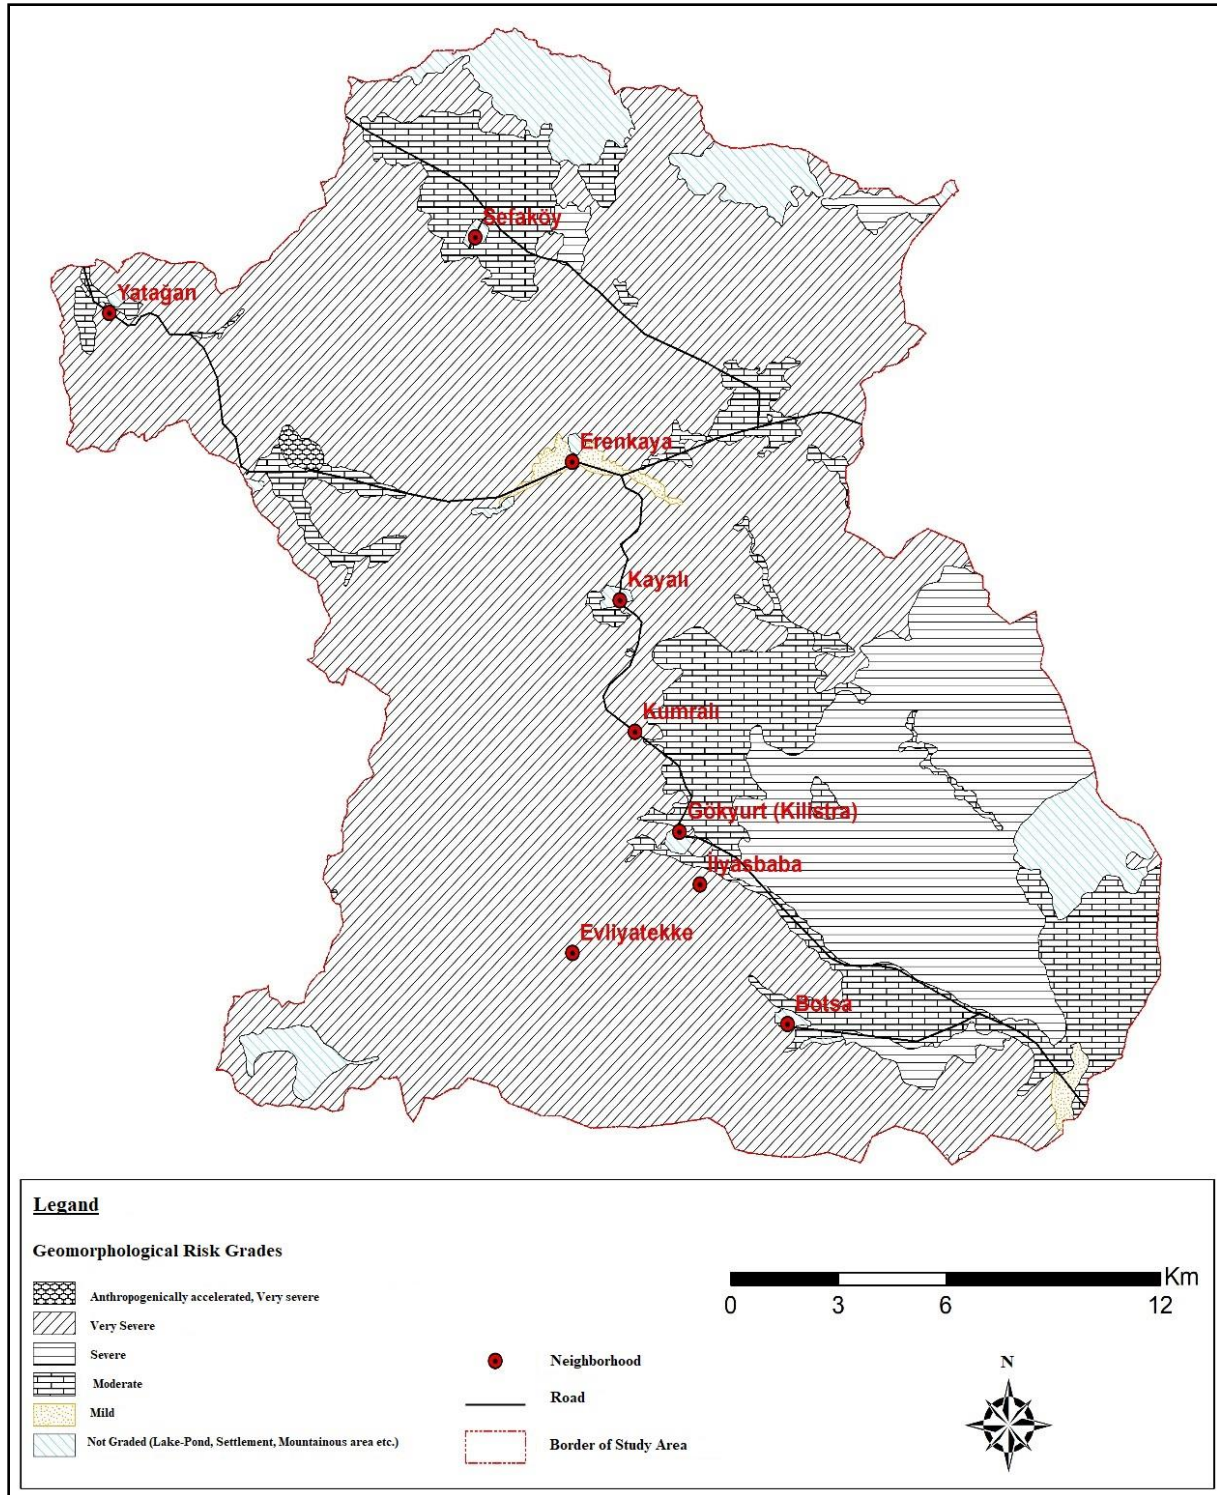 Sefaköy
Yatağan
Erenkaya
Kayalı
Kumralı
Gökyurt (Kilistra)
İlyasbaba
Evliyatekke
Botsa
Legand
Geomorphological Risk Grades
Anthropogenically accelerated, Very severe
Very Severe
Severe
Moderate
Mild
Not Graded (Lake-Pond, Settlement, Mountainous area etc.)
Neighborhood
Road
Border of Study Area
Km
0 3 6 12
N